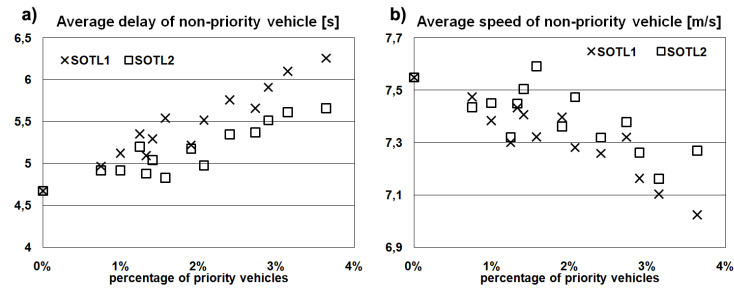 a) Average delay of non-priority vehicle [s]
6,5
6
5,5
5
4,5
4
SOTL1 SOTL2
0% 1% 2% 3% 4%
percentage of priority vehicles
b) Average speed of non-priority vehicle [m/s]
7,7
7,5
7,3
7,1
6,9
SOTL1 SOTL2
0% 1% 2% 3% 4%
percentage of priority vehicles